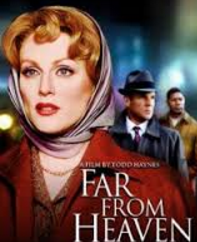 A FILM BY TODD HAYNES
FAR
FROM
HEAVEN